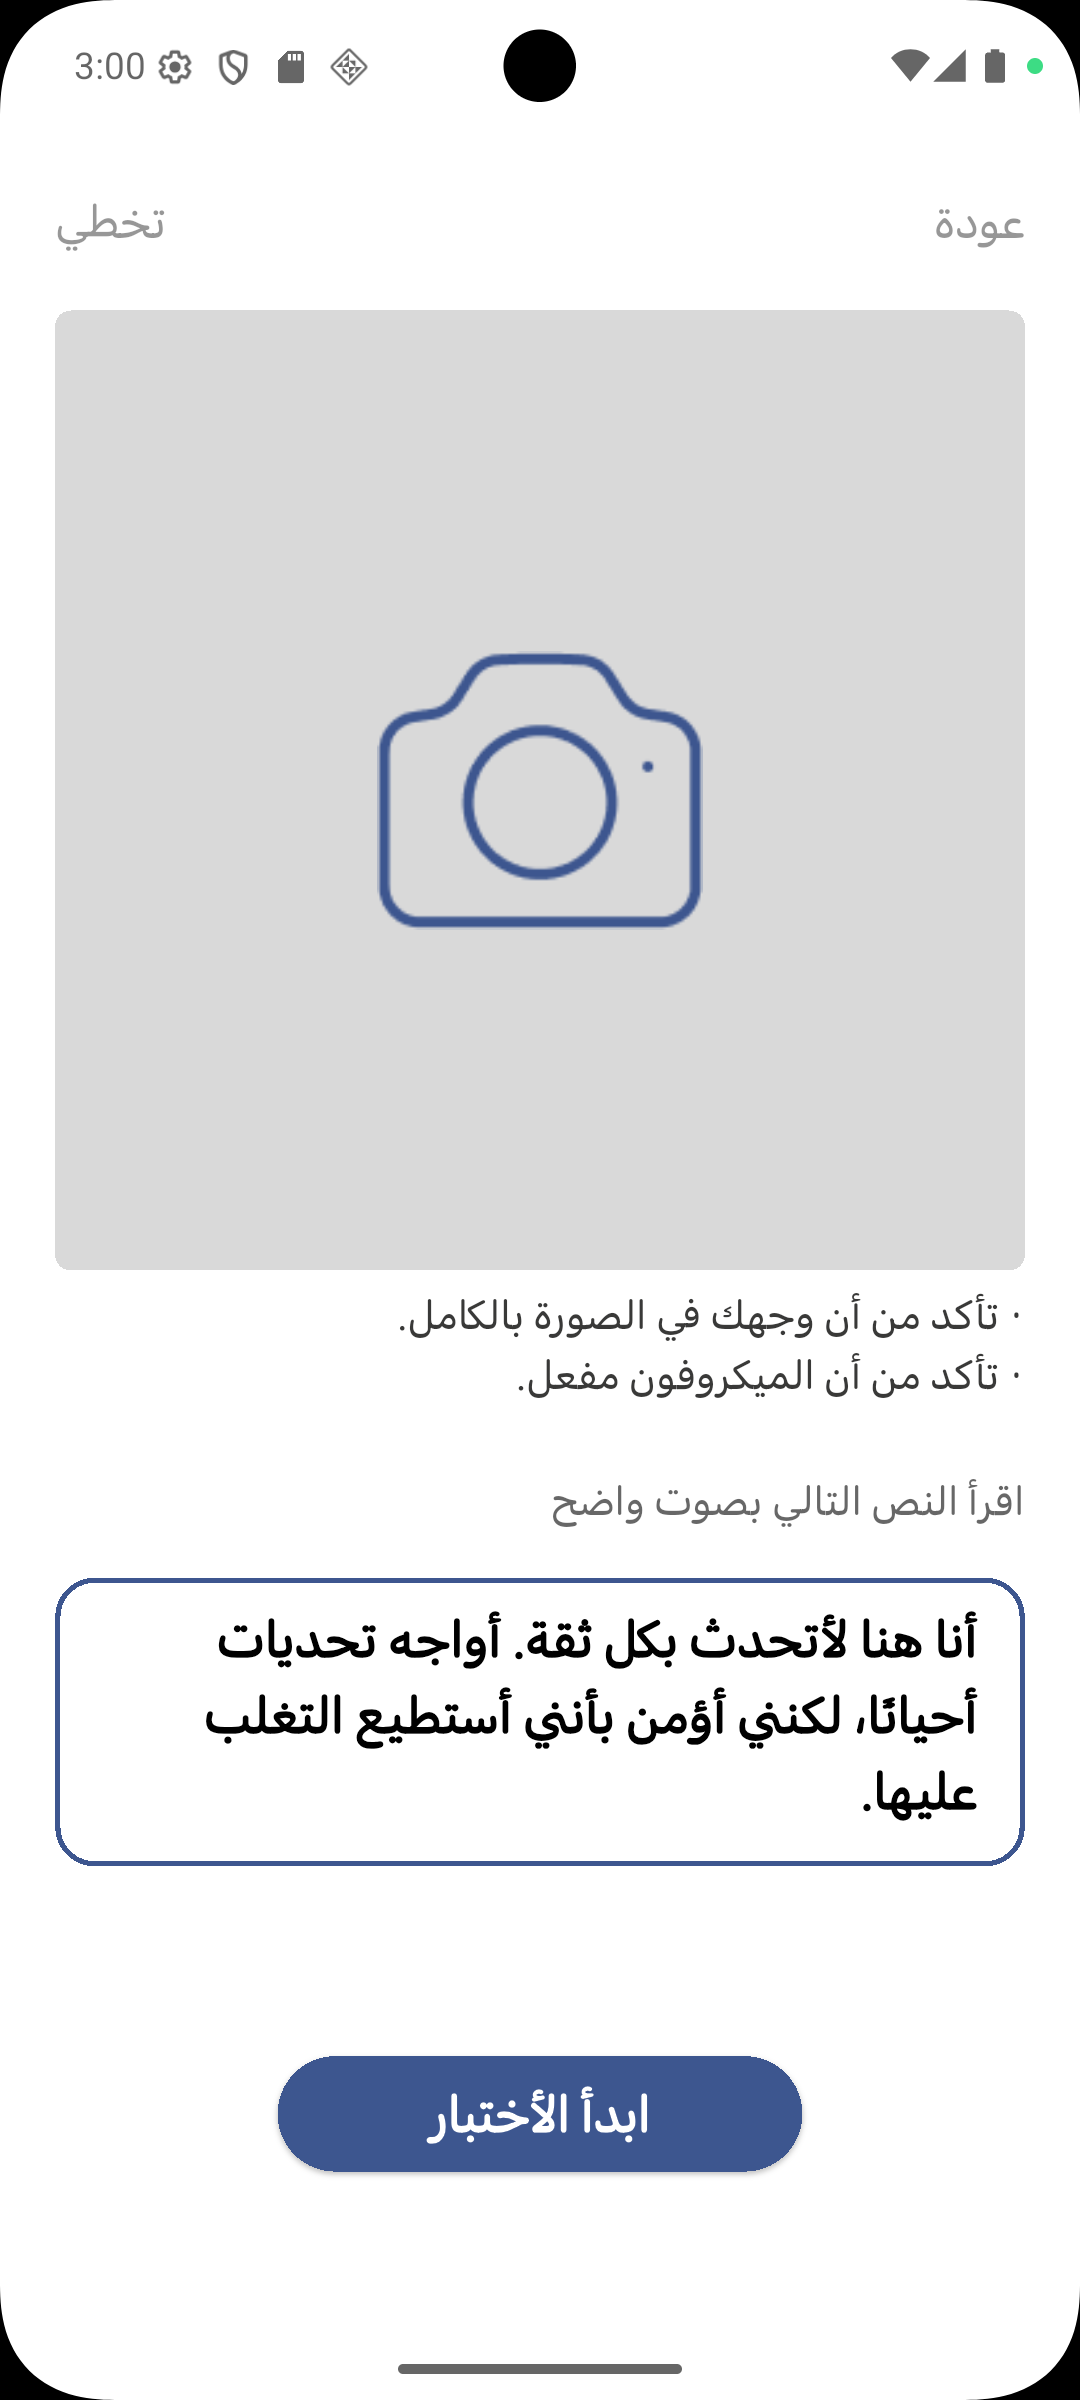 3:00
عودة
تخطي
· تأكد من أن وجهك في الصورة بالكامل.
· تأكد من أن الميكروفون مفعل.
اقرأ النص التالي بصوت واضح
أنا هنا لأتحدث بكل ثقة. أواجه تحديات
أحيانًا، لكنني أؤمن بأنني أستطيع التغلب
عليها.
ابدأ الأختبار